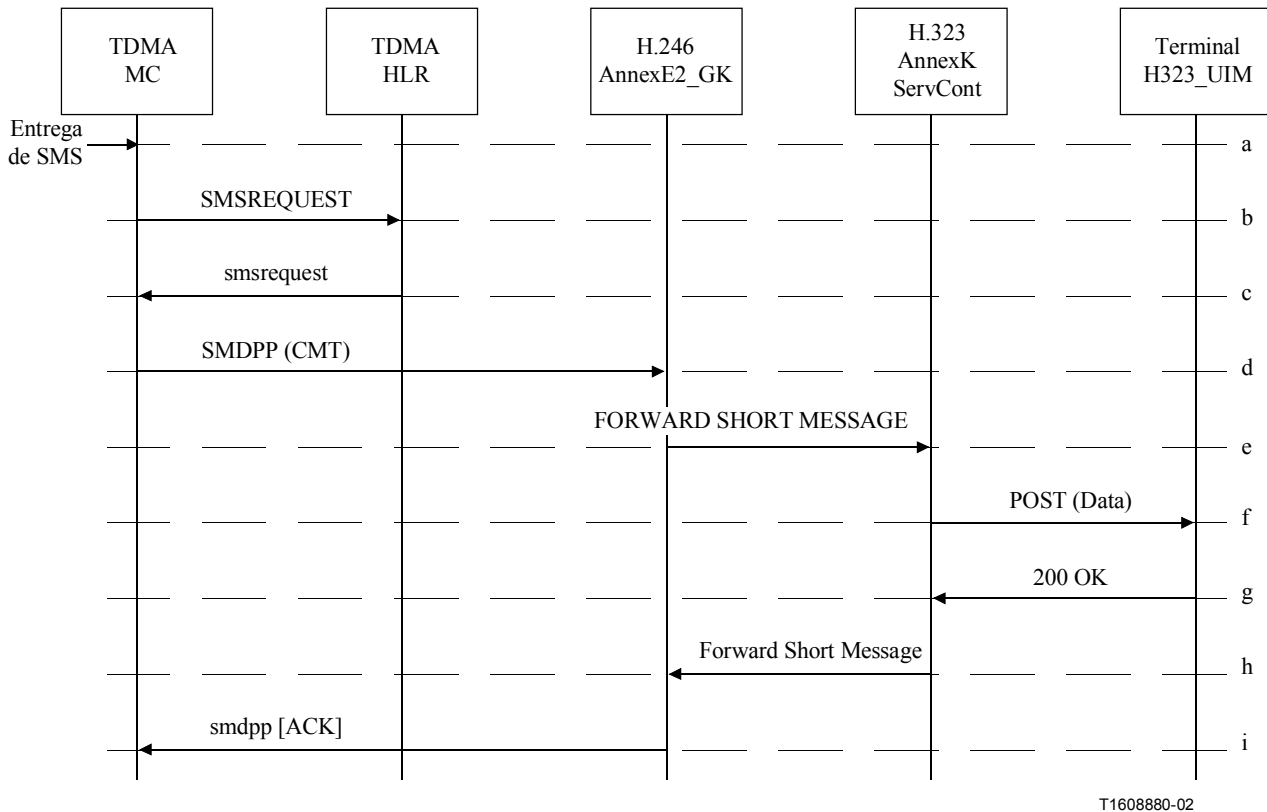 TDMA
MC
TDMA
HLR
H.246
AnnexE2_GK
H.323
AnnexK
ServCont
Terminal
H323_UIM
Entrega
de SMS
a
SMSREQUEST
b
smsrequest
c
SMDPP (CMT)
d
FORWARD SHORT MESSAGE
e
POST (Data)
f
200 OK
g
Forward Short Message
h
smdpp [ACK]
i
T1608880-02